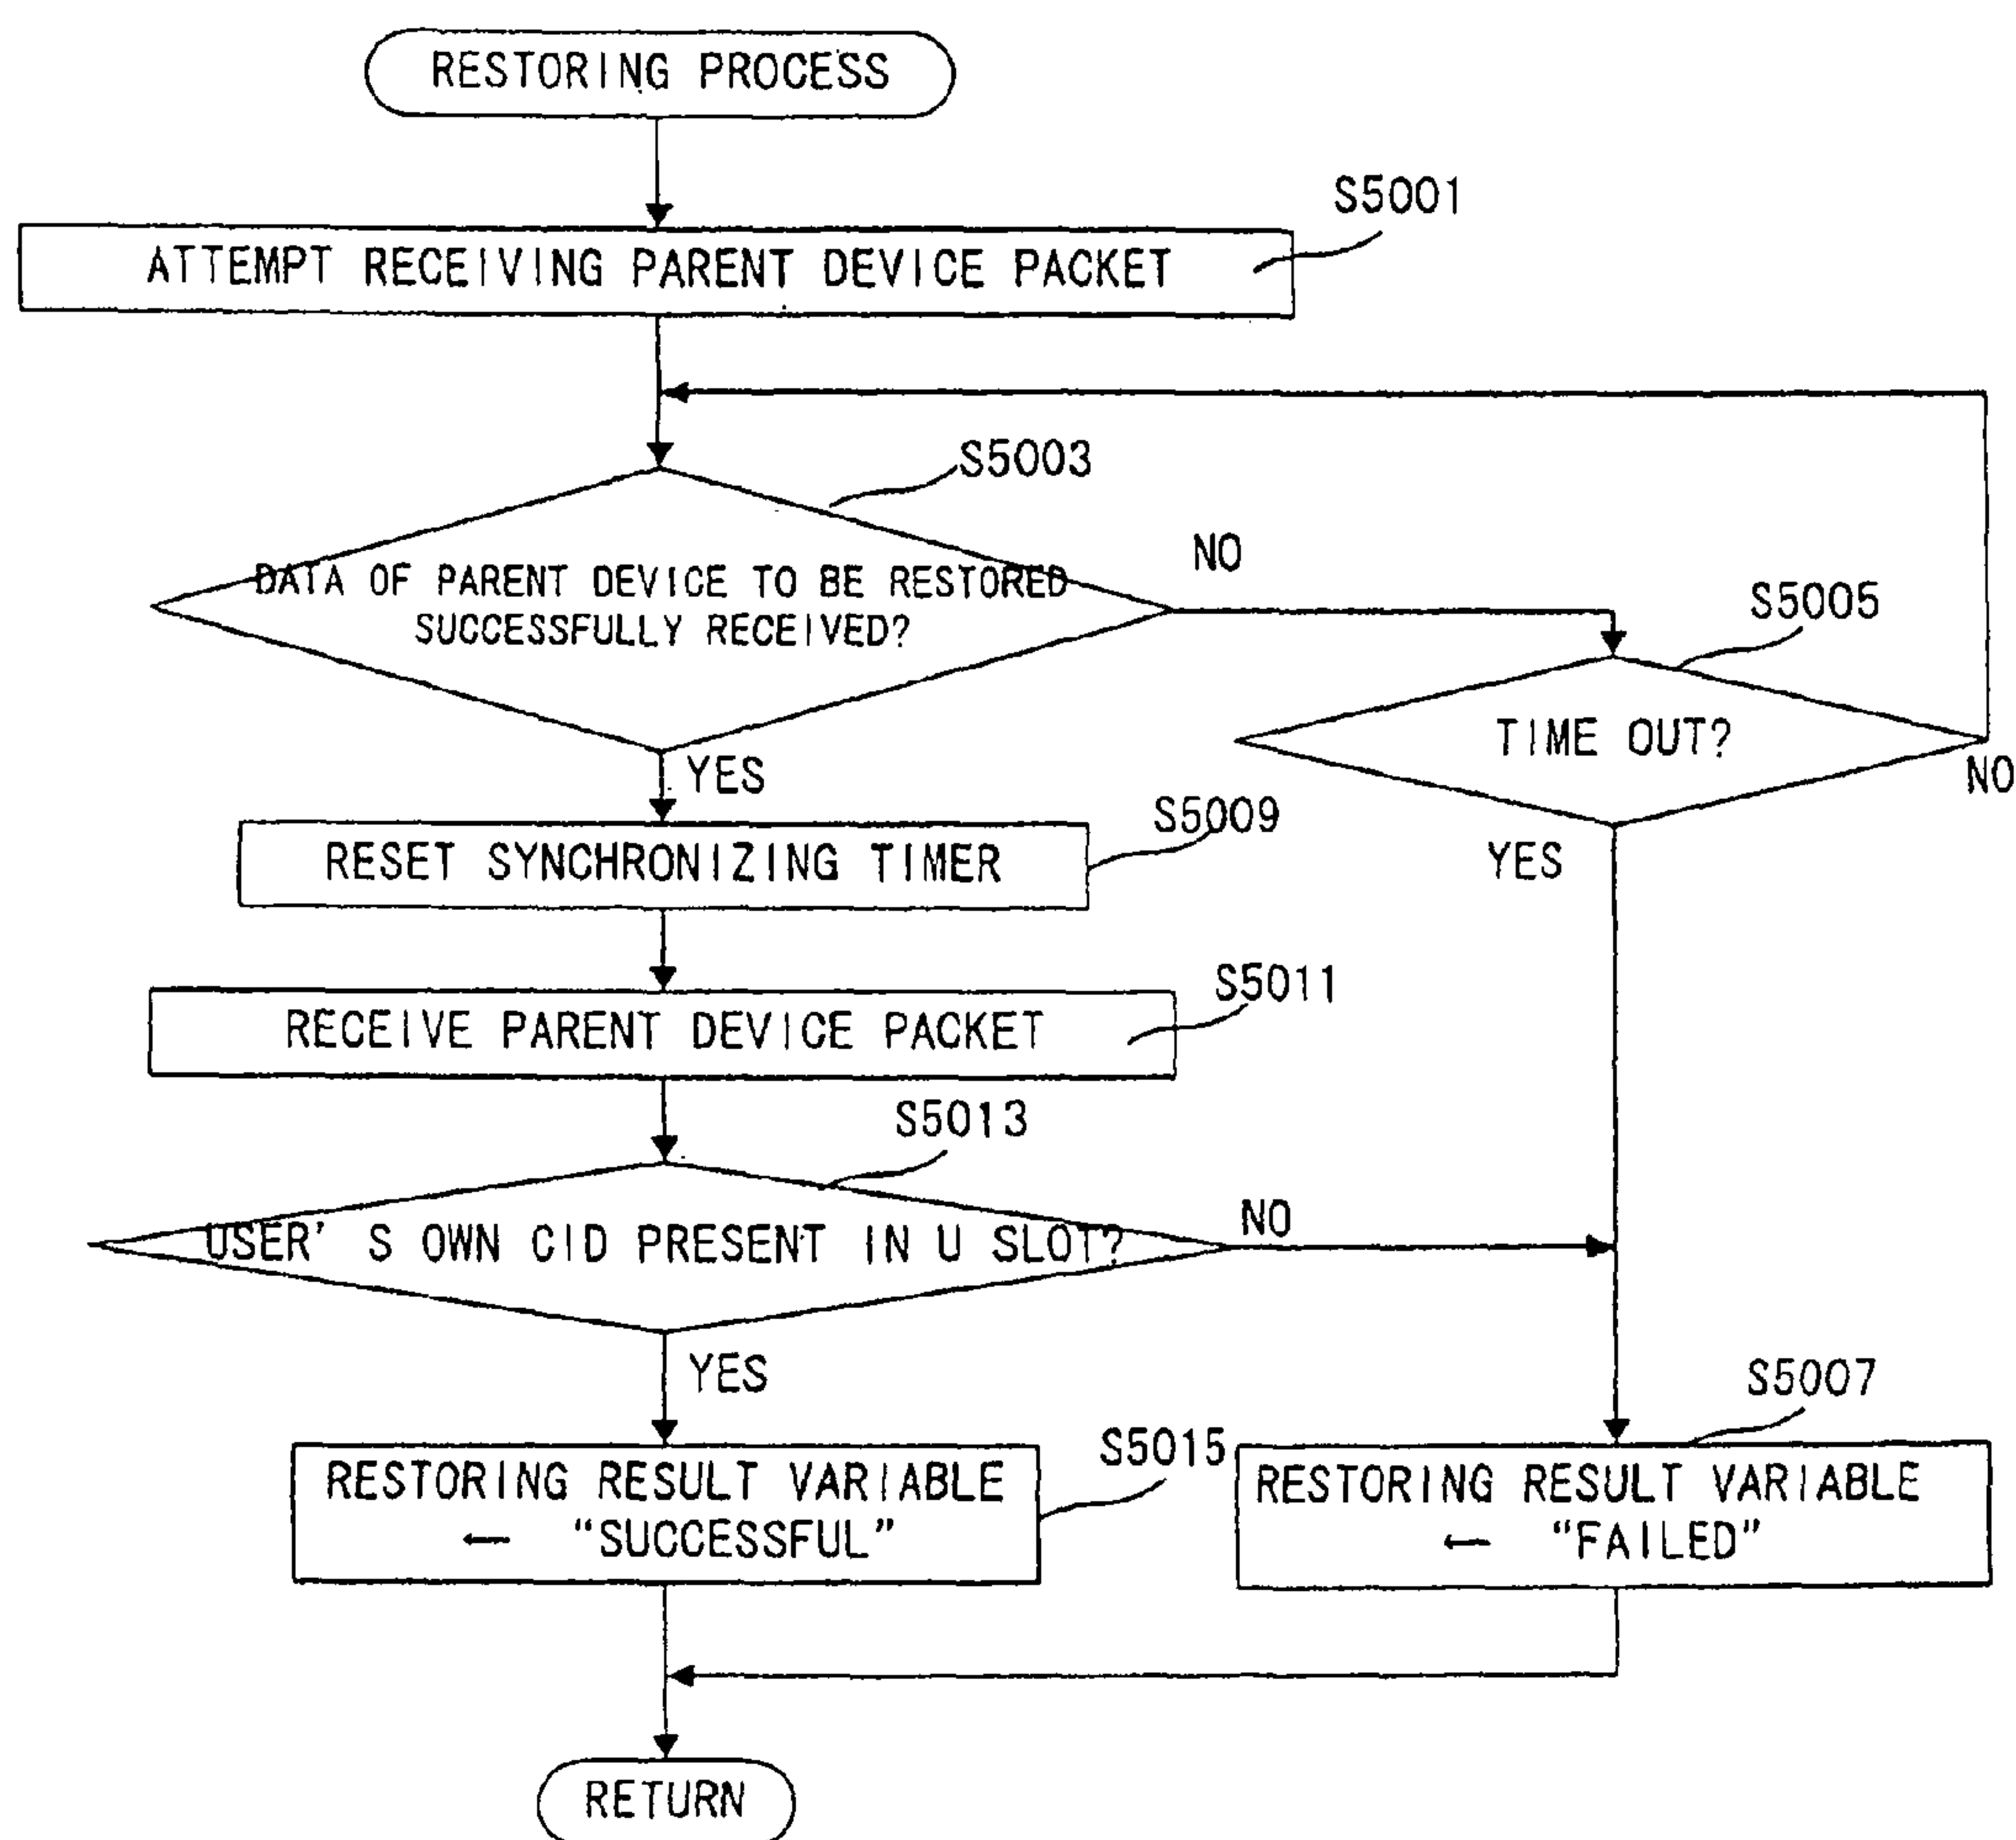 RESTORING PROCESS
S5001
ATTEMPT RECEIVING PARENT DEVICE PACKET
S5003
DATA OF PARENT DEVICE TO BE RESTORED
SUCCESSFULLY RECEIVED?
NO
S5005
TIME OUT?
NO
YES
YES
S5009
RESET SYNCHRONIZING TIMER
S5011
RECEIVE PARENT DEVICE PACKET
S5013
USER' S OWN CID PRESENT IN U SLOT?
NO
YES
S5015
RESTORING RESULT VARIABLE
← "SUCCESSFUL"
S5007
RESTORING RESULT VARIABLE
← "FAILED"
RETURN